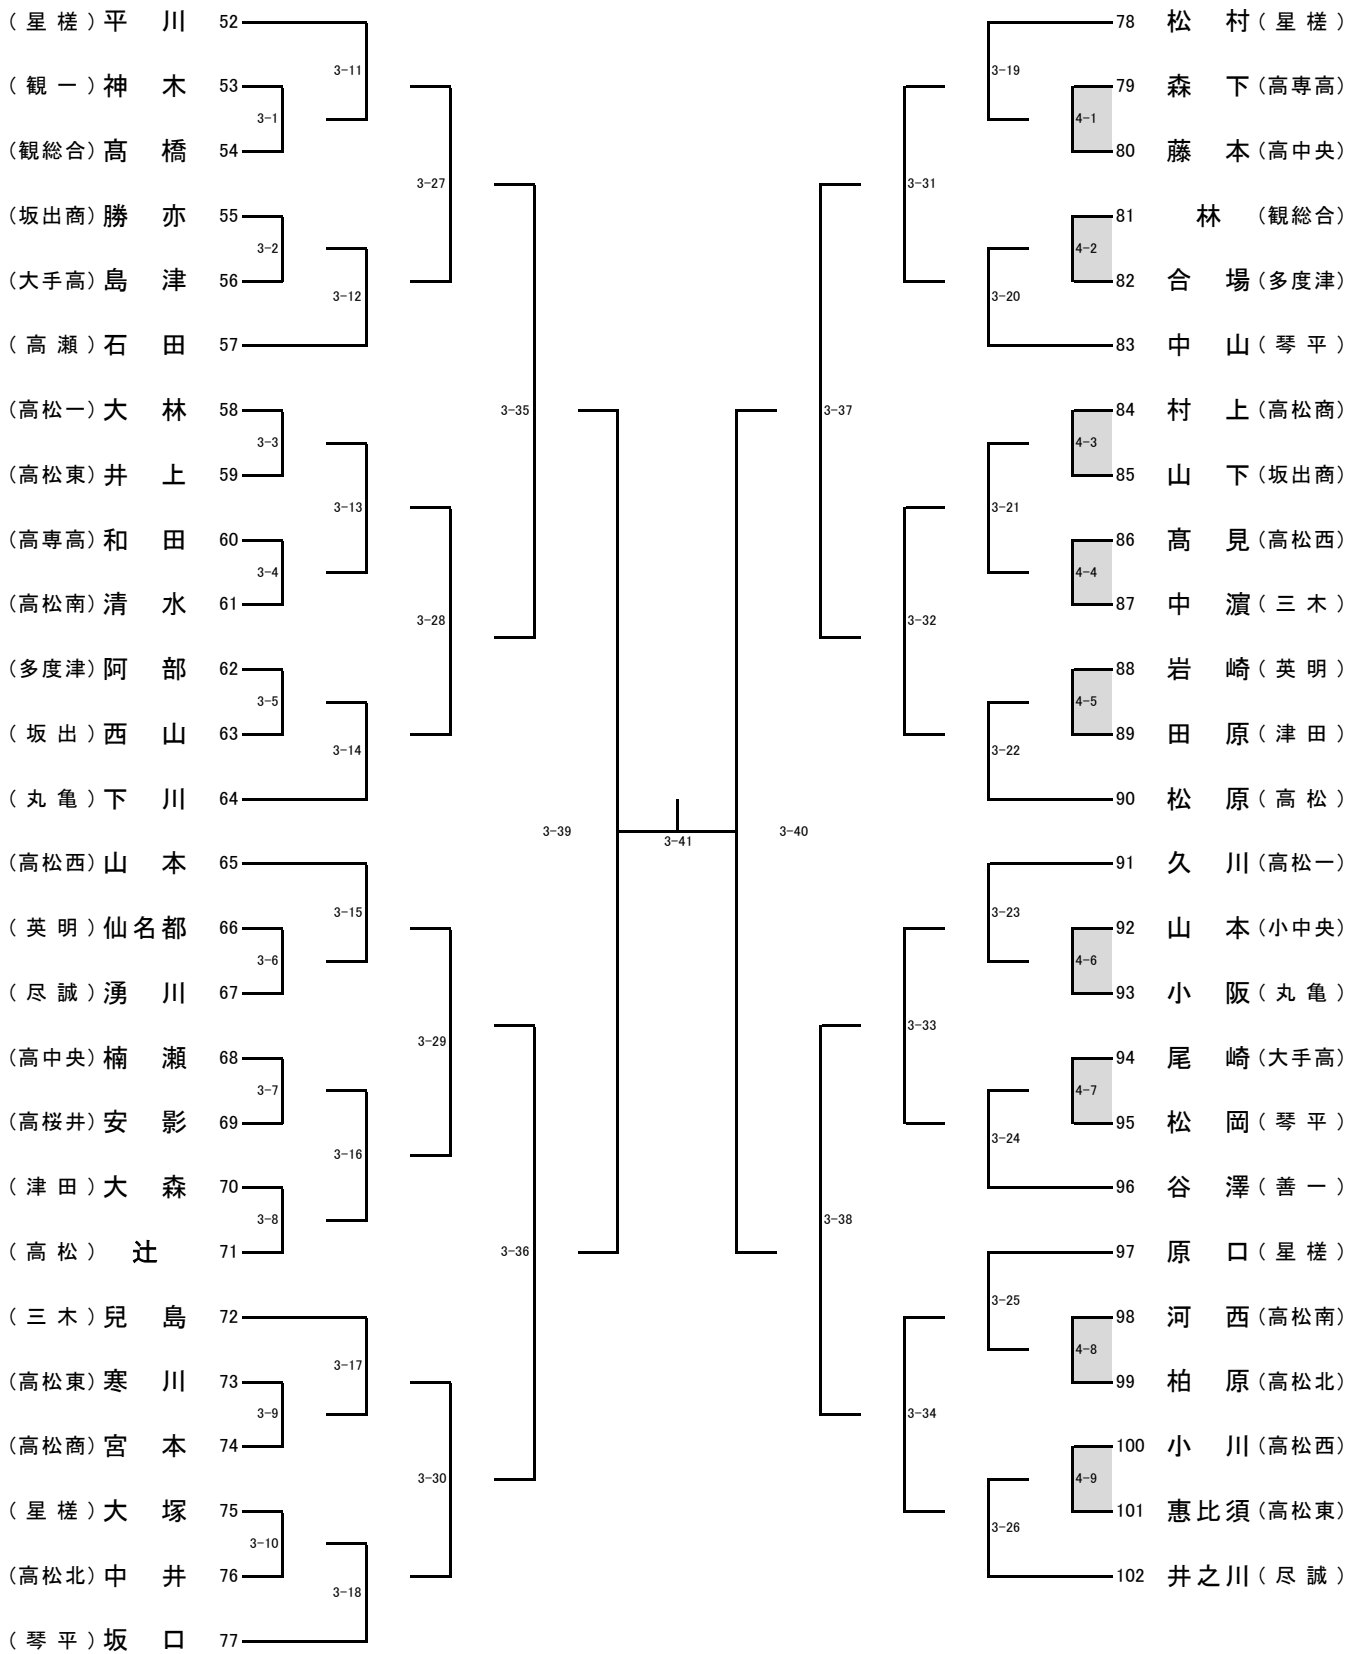 (星槎) 平川 52
78 松村 (星槎)
3-11
3-19
(観一) 神木 53
79 森下 (高専高)
3-1
4-1
(観総合) 髙橋 54
80 藤本 (高中央)
3-27
3-31
(坂出商) 勝亦 55
81 林 (観総合)
3-2
4-2
(大手高) 島津 56
82 合場 (多度津)
3-12
3-20
(高瀬) 石田 57
83 中山 (琴平)
(高松一) 大林 58
3-35
3-37
84 村上 (高松商)
3-3
4-3
(高松東) 井上 59
85 山下 (坂出商)
3-13
3-21
(高専高) 和田 60
86 髙見 (高松西)
3-4
4-4
(高松南) 清水 61
87 中濵 (三木)
3-28
3-32
(多度津) 阿部 62
88 岩崎 (英明)
3-5
4-5
(坂出) 西山 63
89 田原 (津田)
3-14
3-22
(丸亀) 下川 64
90 松原 (高松)
3-39
3-41
3-40
(高松西) 山本 65
91 久川 (高松一)
3-15
3-23
(英明) 仙名都 66
92 山本 (小中央)
3-6
4-6
(尽誠) 湧川 67
93 小阪 (丸亀)
3-29
3-33
(高中央) 楠瀬 68
94 尾崎 (大手高)
3-7
4-7
(高桜井) 安影 69
95 松岡 (琴平)
3-16
3-24
(津田) 大森 70
96 谷澤 (善一)
3-8
3-38
(高松) 辻 71
3-36
97 原口 (星槎)
3-25
(三木) 兒島 72
98 河西 (高松南)
3-17
4-8
(高松東) 寒川 73
99 柏原 (高松北)
3-9
3-34
(高松商) 宮本 74
100 小川 (高松西)
3-30
4-9
(星槎) 大塚 75
101 惠比須 (高松東)
3-10
3-26
(高松北) 中井 76
102 井之川 (尽誠)
3-18
(琴平) 坂口 77